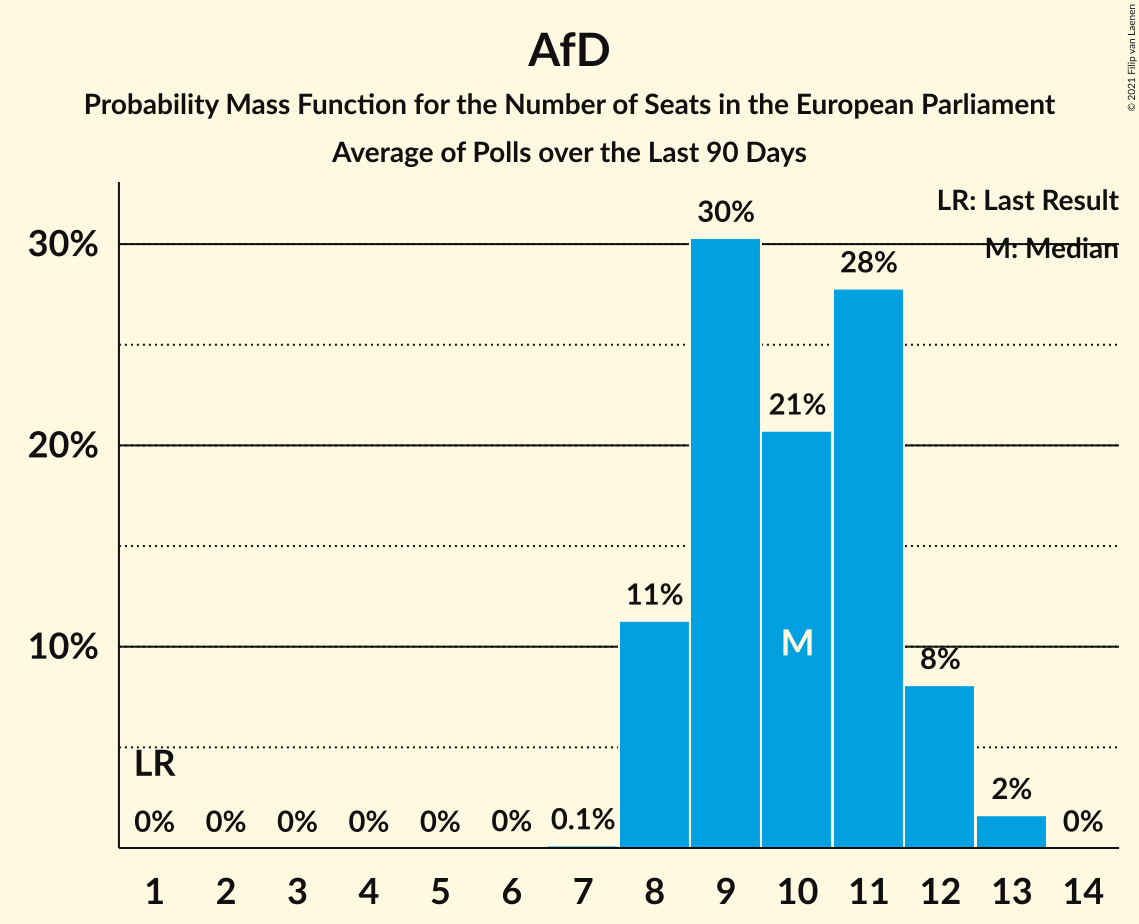 AfD
Probability Mass Function for the Number of Seats in the European Parliament
Average of Polls over the Last 90 Days
© 2021 Filip van Laenen
LR: Last Result
M: Median
30%
20%
10%
0% 0% 0% 0% 0% 0% 0.1% 11% 30% 21% 28% 8% 2% 0%
LR
M
1 2 3 4 5 6 7 8 9 10 11 12 13 14